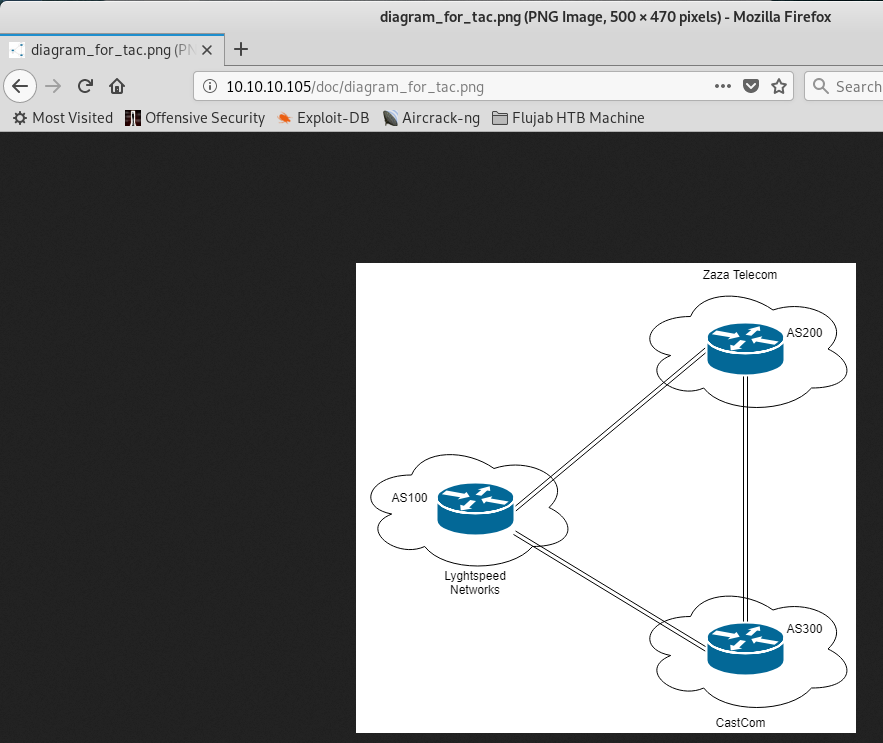 diagram_for_tac.png (PNG Image, 500 × 470 pixels) - Mozilla Firefox
diagram_for_tac.png (PN
10.10.10.105/doc/diagram_for_tac.png
Search
Most Visited
Offensive Security
Exploit-DB
Aircrack-ng
Flujab HTB Machine
Zaza Telecom
AS200
AS100
Lyghtspeed
Networks
AS300
CastCom